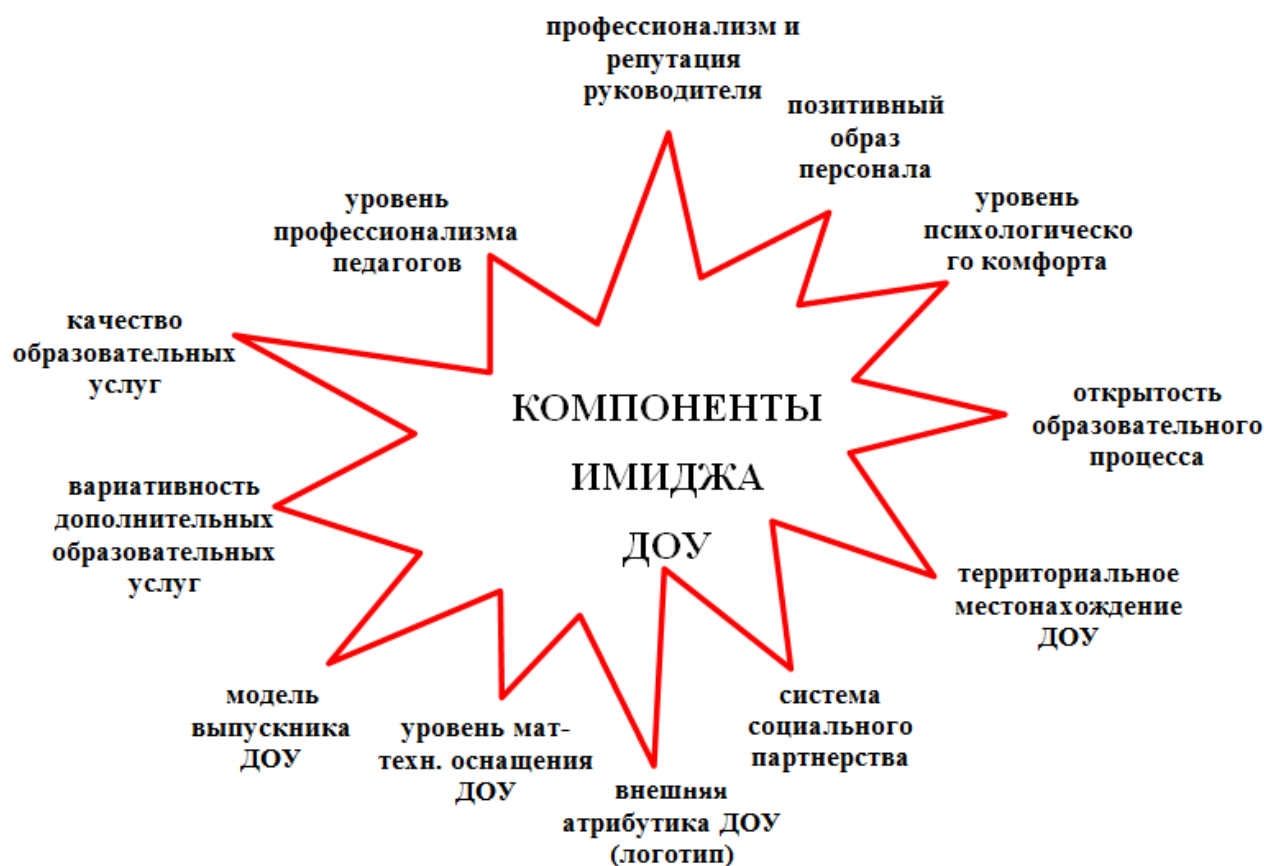 профессионализм и
репутация
руководителя
позитивный
образ
персонала
уровень
психологическо
го комфорта
открытость
образовательного
процесса
территориальное
местонахождение
ДОУ
система
социального
партнерства
внешняя
атрибутика ДОУ
(логотип)
уровень мат-
техн. оснащения
ДОУ
модель
выпускника
ДОУ
вариативность
дополнительных
образовательных
услуг
качество
образовательных
услуг
уровень
профессионализма
педагогов
КОМПОНЕНТЫ
ИМИДЖА
ДОУ